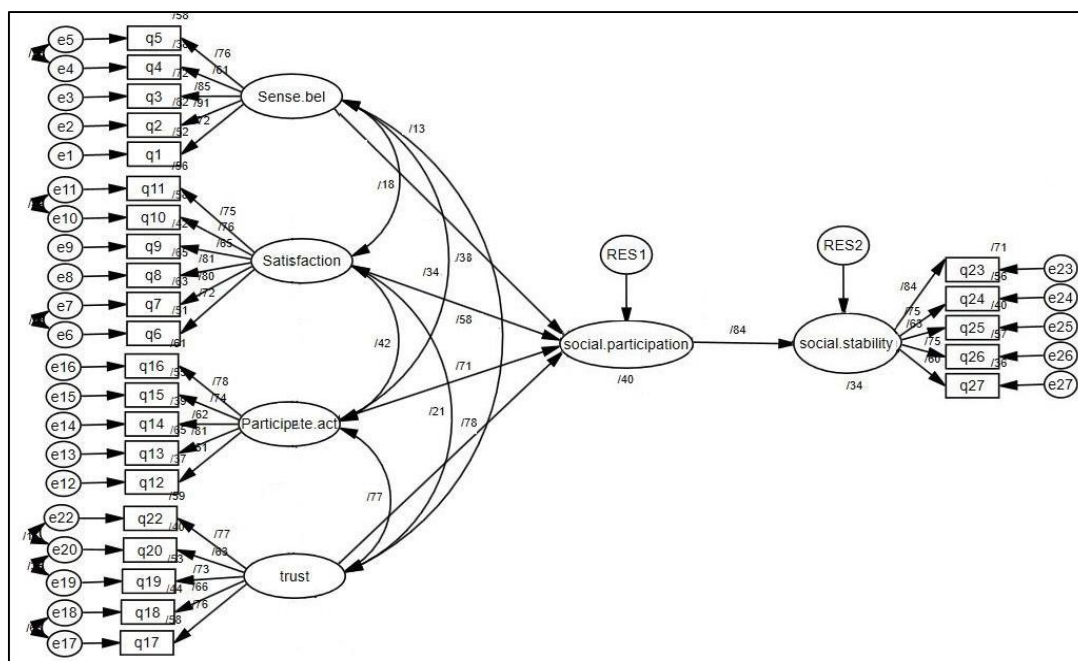 /58
e5 q5 /38 /76
e4 q4 /72 /61
e3 q3 /85 Sense.bel
/82 /91
e2 q2 /72
/52
e1 q1
/13
/56
/18
e11 q11
/75
e10 q10 /76
/42 /65
e9 q9
/65 /81 Satisfaction
e8 q8 /80
/63 /72
e7 q7
/51
e6 q6
/34 /38
/58
RES1 RES2
/71
q23 e23
/56
/84
q24 e24
/40
/75
/63
q25 e25
/57
/75
q26 e26
/36
q27 e27
social.participation /84 social.stability
/40 /34
/42
/71
/61
e16 q16
/78
e15 q15 /74
/39 /62
e14 q14 Participate.act
/65 /81
e13 q13
/37
e12 q12
/21
/78
/77
/59
e22 q22
/40 /77
e20 q20 /63
/53 /73
e19 q19 trust
/44 /66
e18 q18 /76
/58
e17 q17